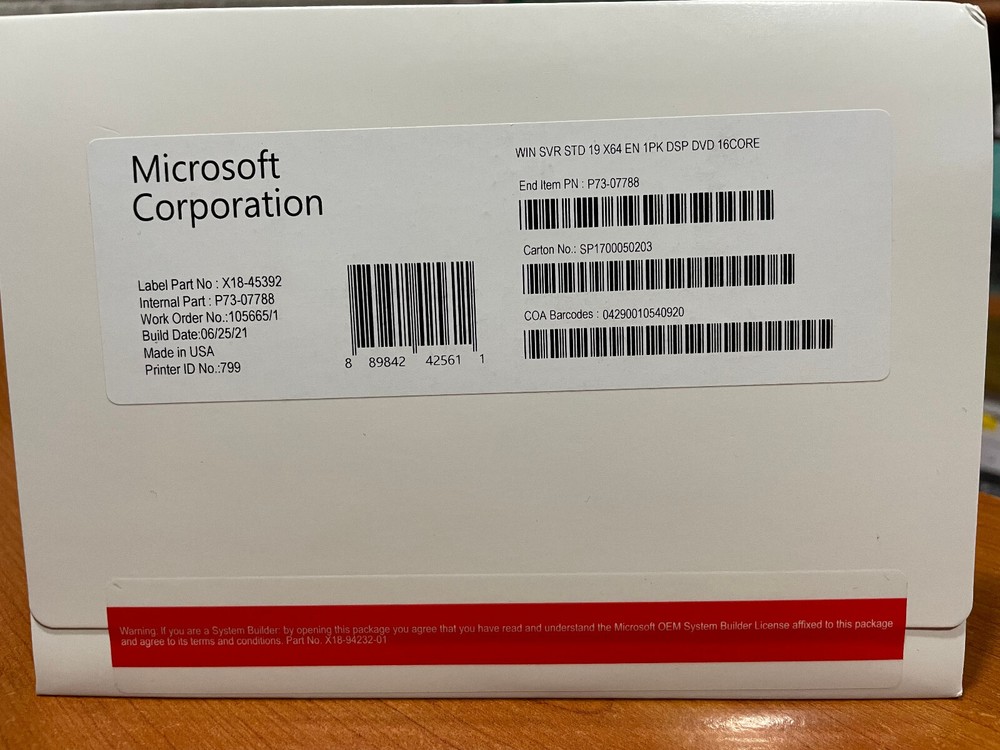 Microsoft
Corporation
Label Part No : X18-45392
Internal Part : P73-07788
Work Order No.:105665/1
Build Date:06/25/21
Made in USA
Printer ID No.:799
8 89842 42561 1
WIN SVR STD 19 X64 EN 1PK DSP DVD 16CORE
End Item PN : P73-07788
Carton No.: SP1700050203
COA Barcodes : 04290010540920
Warning: If you are a System Builder: by opening this package you agree that you have read and understand the Microsoft OEM System Builder License affixed to this package
and agree to its terms and conditions. Part No. X18-94232-01